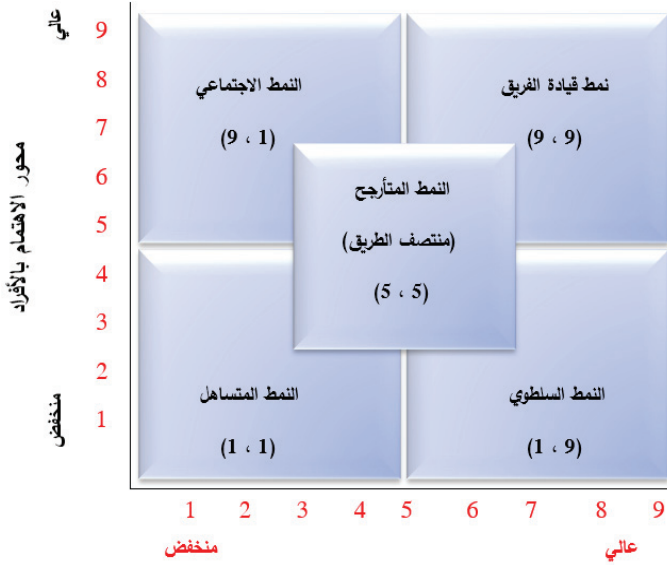 عالي
9
8
7
6
5
4
3
2
1
محور الاهتمام بالأفراد
منخفض
النمط الاجتماعي
(9 ، 1)
نمط قيادة الفريق
(9 ، 9)
النمط المتأرجح
(منتصف الطريق)
(5 ، 5)
النمط المتساهل
(1 ، 1)
النمط السلطوي
(1 ، 9)
1 2 3 4 5 6 7 8 9
منخفض
عالي